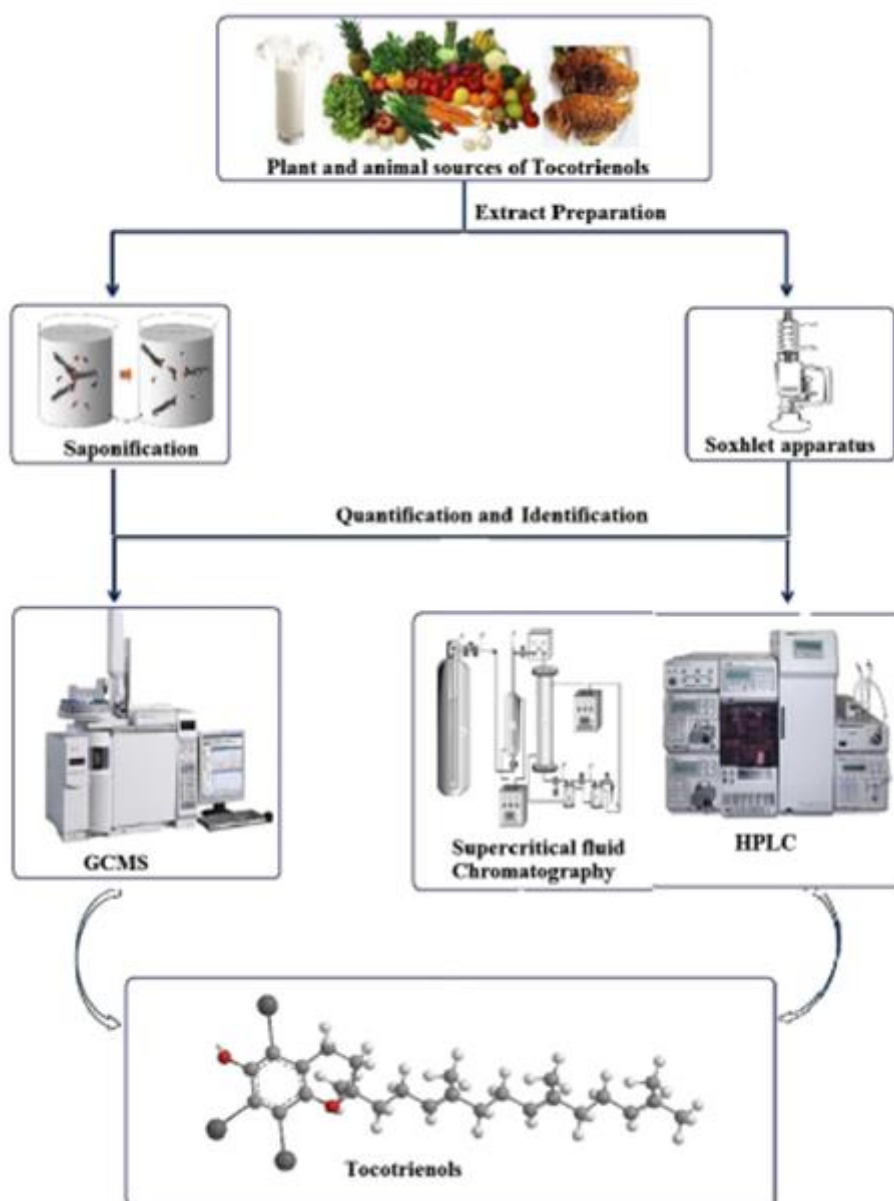 Plant and animal sources of Tocotrienols
Extract Preparation
Saponification
Soxhlet apparatus
Quantification and Identification
GCMS
Supercritical fluid
Chromatography
HPLC
Tocotrienols